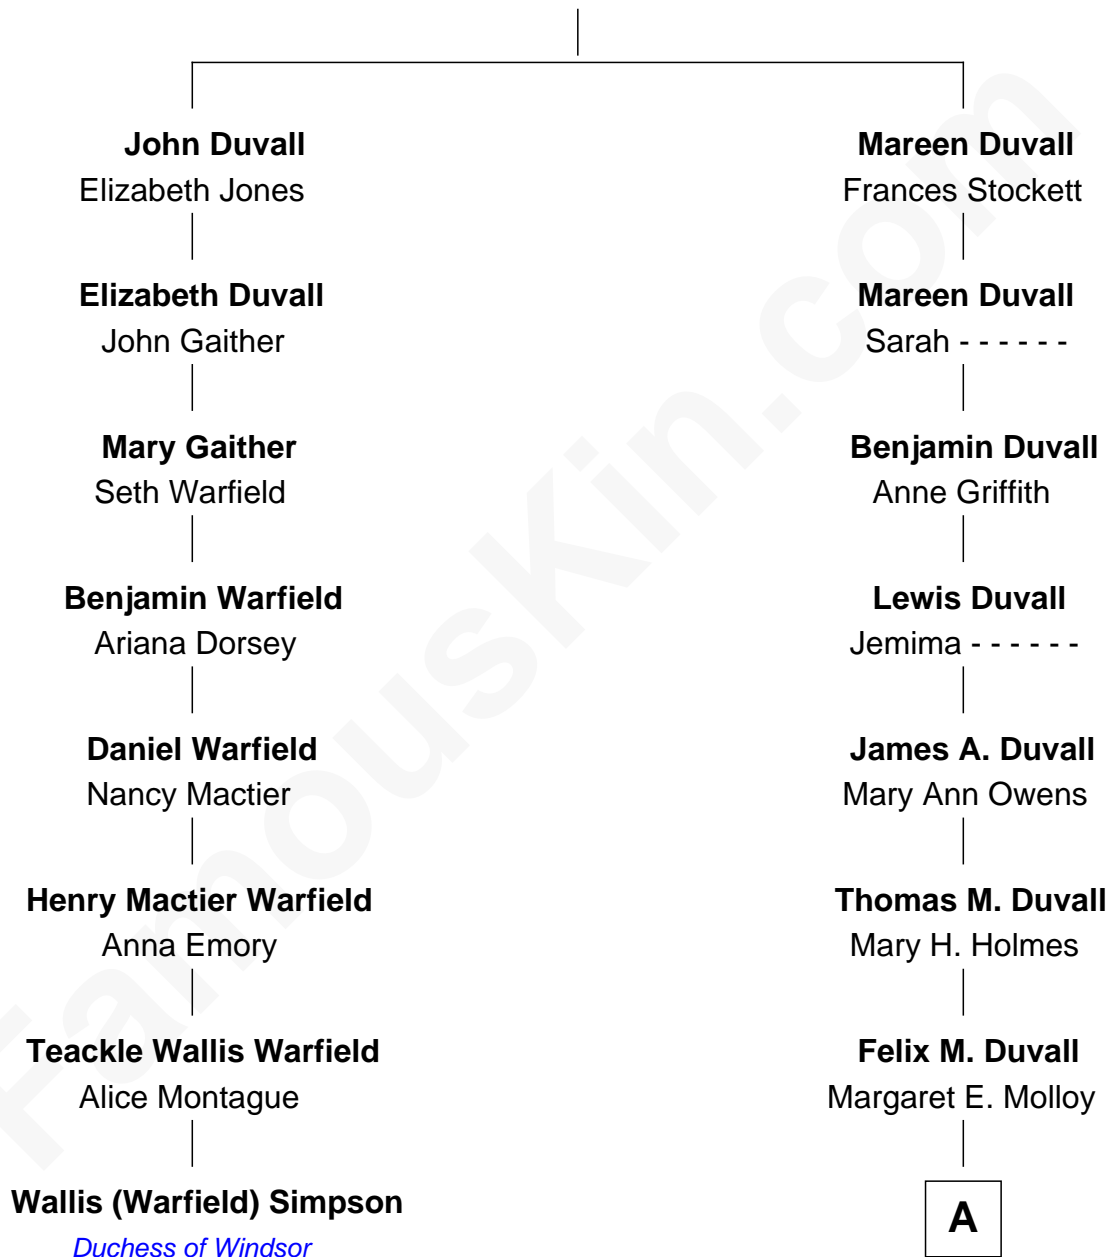 John Duvall
Elizabeth Jones
Elizabeth Duvall
John Gaither
Mary Gaither
Seth Warfield
Benjamin Warfield
Ariana Dorsey
Daniel Warfield
Nancy Mactier
Henry Mactier Warfield
Anna Emory
Teackle Wallis Warfield
Alice Montague
Wallis (Warfield) Simpson
Duchess of Windsor
Mareen Duvall
Frances Stockett
Mareen Duvall
Sarah - - - - - -
Benjamin Duvall
Anne Griffith
Lewis Duvall
Jemima - - - - - -
James A. Duvall
Mary Ann Owens
Thomas M. Duvall
Mary H. Holmes
Felix M. Duvall
Margaret E. Molloy
A
FamousKin.com